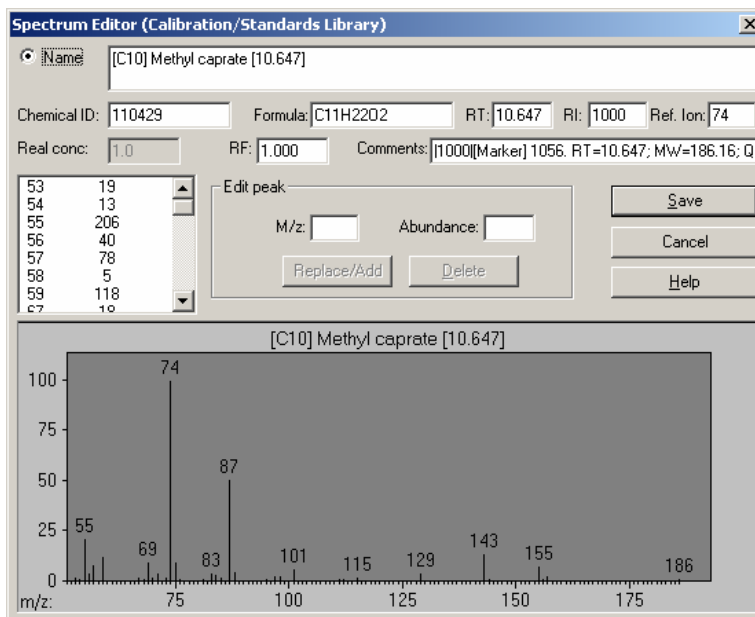 Spectrum Editor (Calibration/Standards Library)
Name [C10] Methyl caprate [10.647]
Chemical ID: 110429 Formula: C11H22O2 RT: 10.647 RI: 1000 Ref. Ion: 74
Real conc: 1.0 RF: 1.000 Comments: |1000|[Marker] 1056. RT=10.647; MW=186.16; Q
53 19
54 13
55 206
56 40
57 78
58 5
59 118
67 18
Edit peak
M/z: Abundance:
Replace/Add Delete
Save
Cancel
Help
[C10] Methyl caprate [10.647]
100
75
50
25
0
74
87
55
69
83
101
115
129
143
155
186
m/z: 75 100 125 150 175